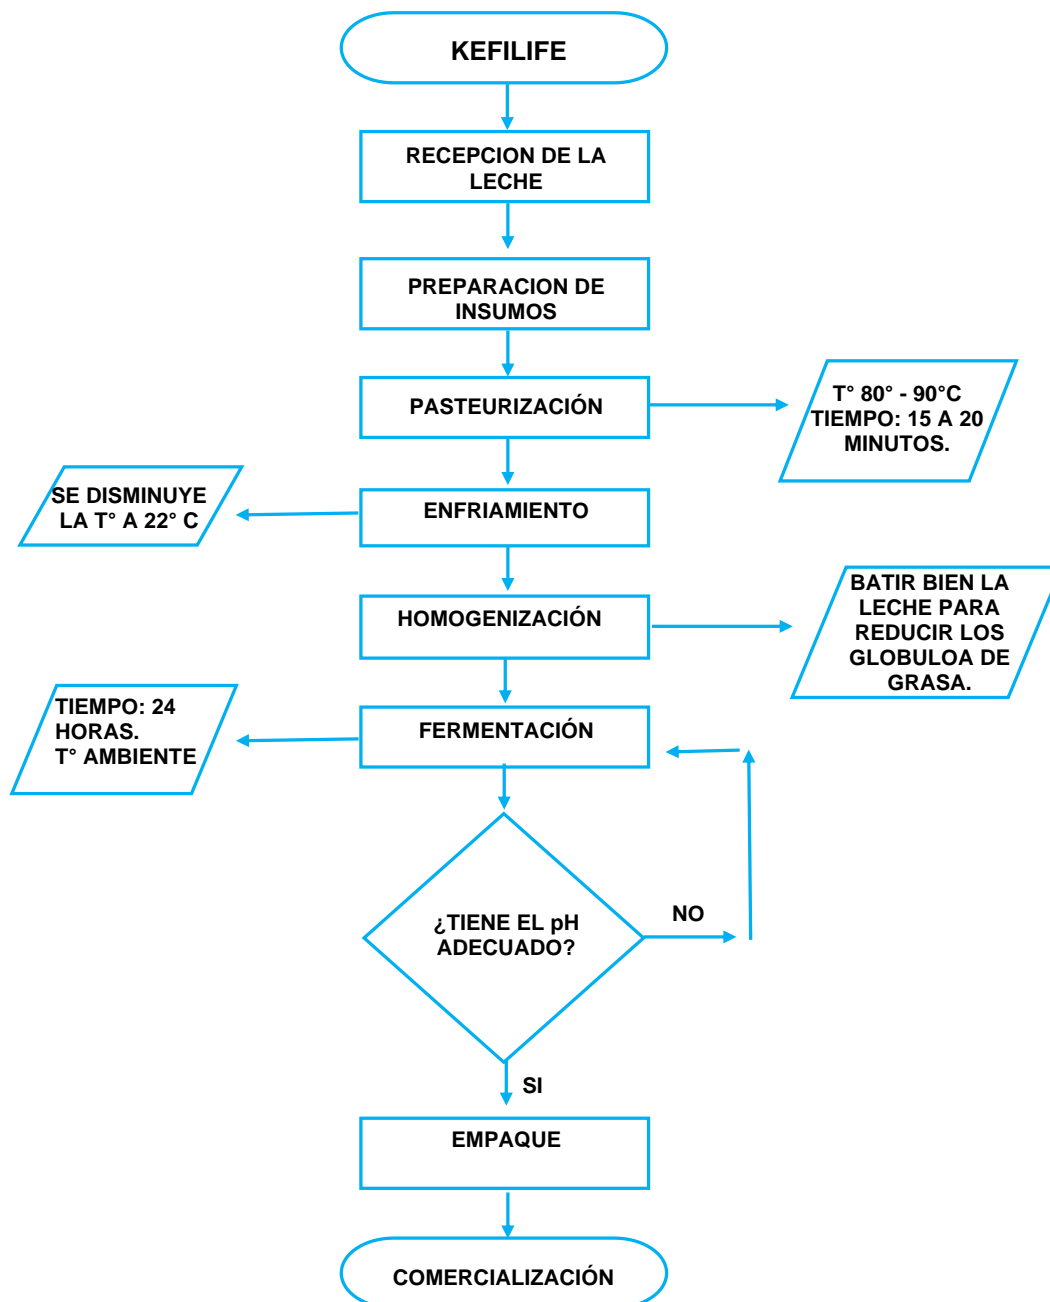 KEFILIFE
RECEPCION DE LA
LECHE
PREPARACION DE
INSUMOS
PASTEURIZACIÓN
T° 80° - 90°C
TIEMPO: 15 A 20
MINUTOS.
SE DISMINUYE
LA T° A 22° C
ENFRIAMIENTO
HOMOGENIZACIÓN
BATIR BIEN LA
LECHE PARA
REDUCIR LOS
GLOBULOA DE
GRASA.
TIEMPO: 24
HORAS.
T° AMBIENTE
FERMENTACIÓN
¿TIENE EL pH
ADECUADO?
NO
SI
EMPAQUE
COMERCIALIZACIÓN